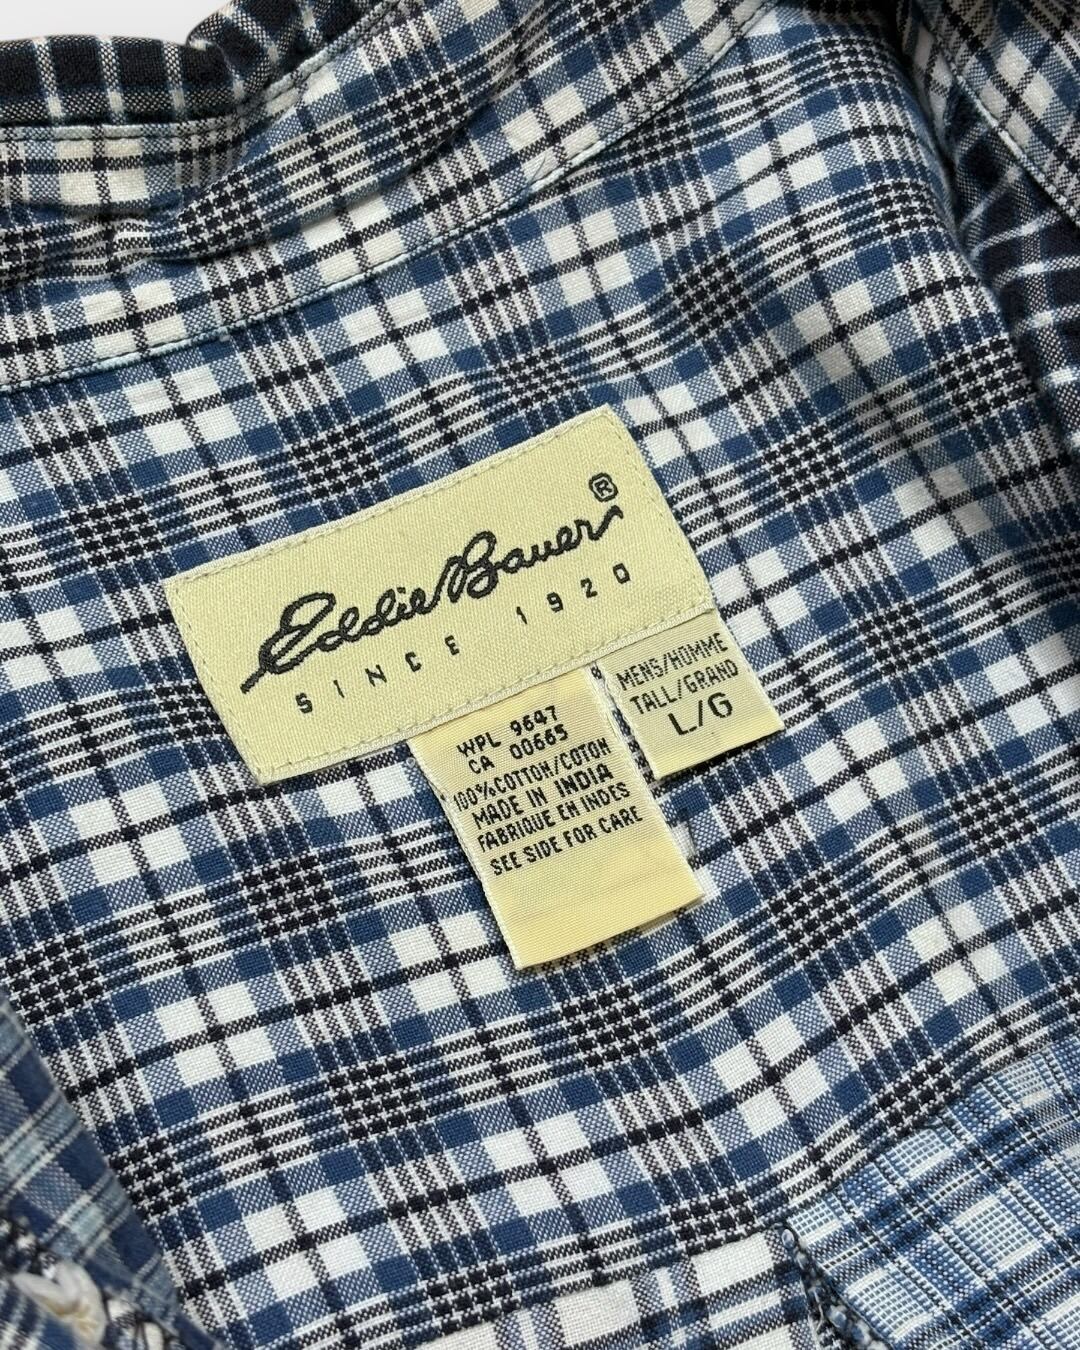 Eddie Bauer®
SINCE 1920
MENS/HOMME
TALL/GRAND
L/G
WPL 9647
CA 00665
100%COTTON/COTON
MADE IN INDIA
FABRIQUE EN INDES
SEE SIDE FOR CARE